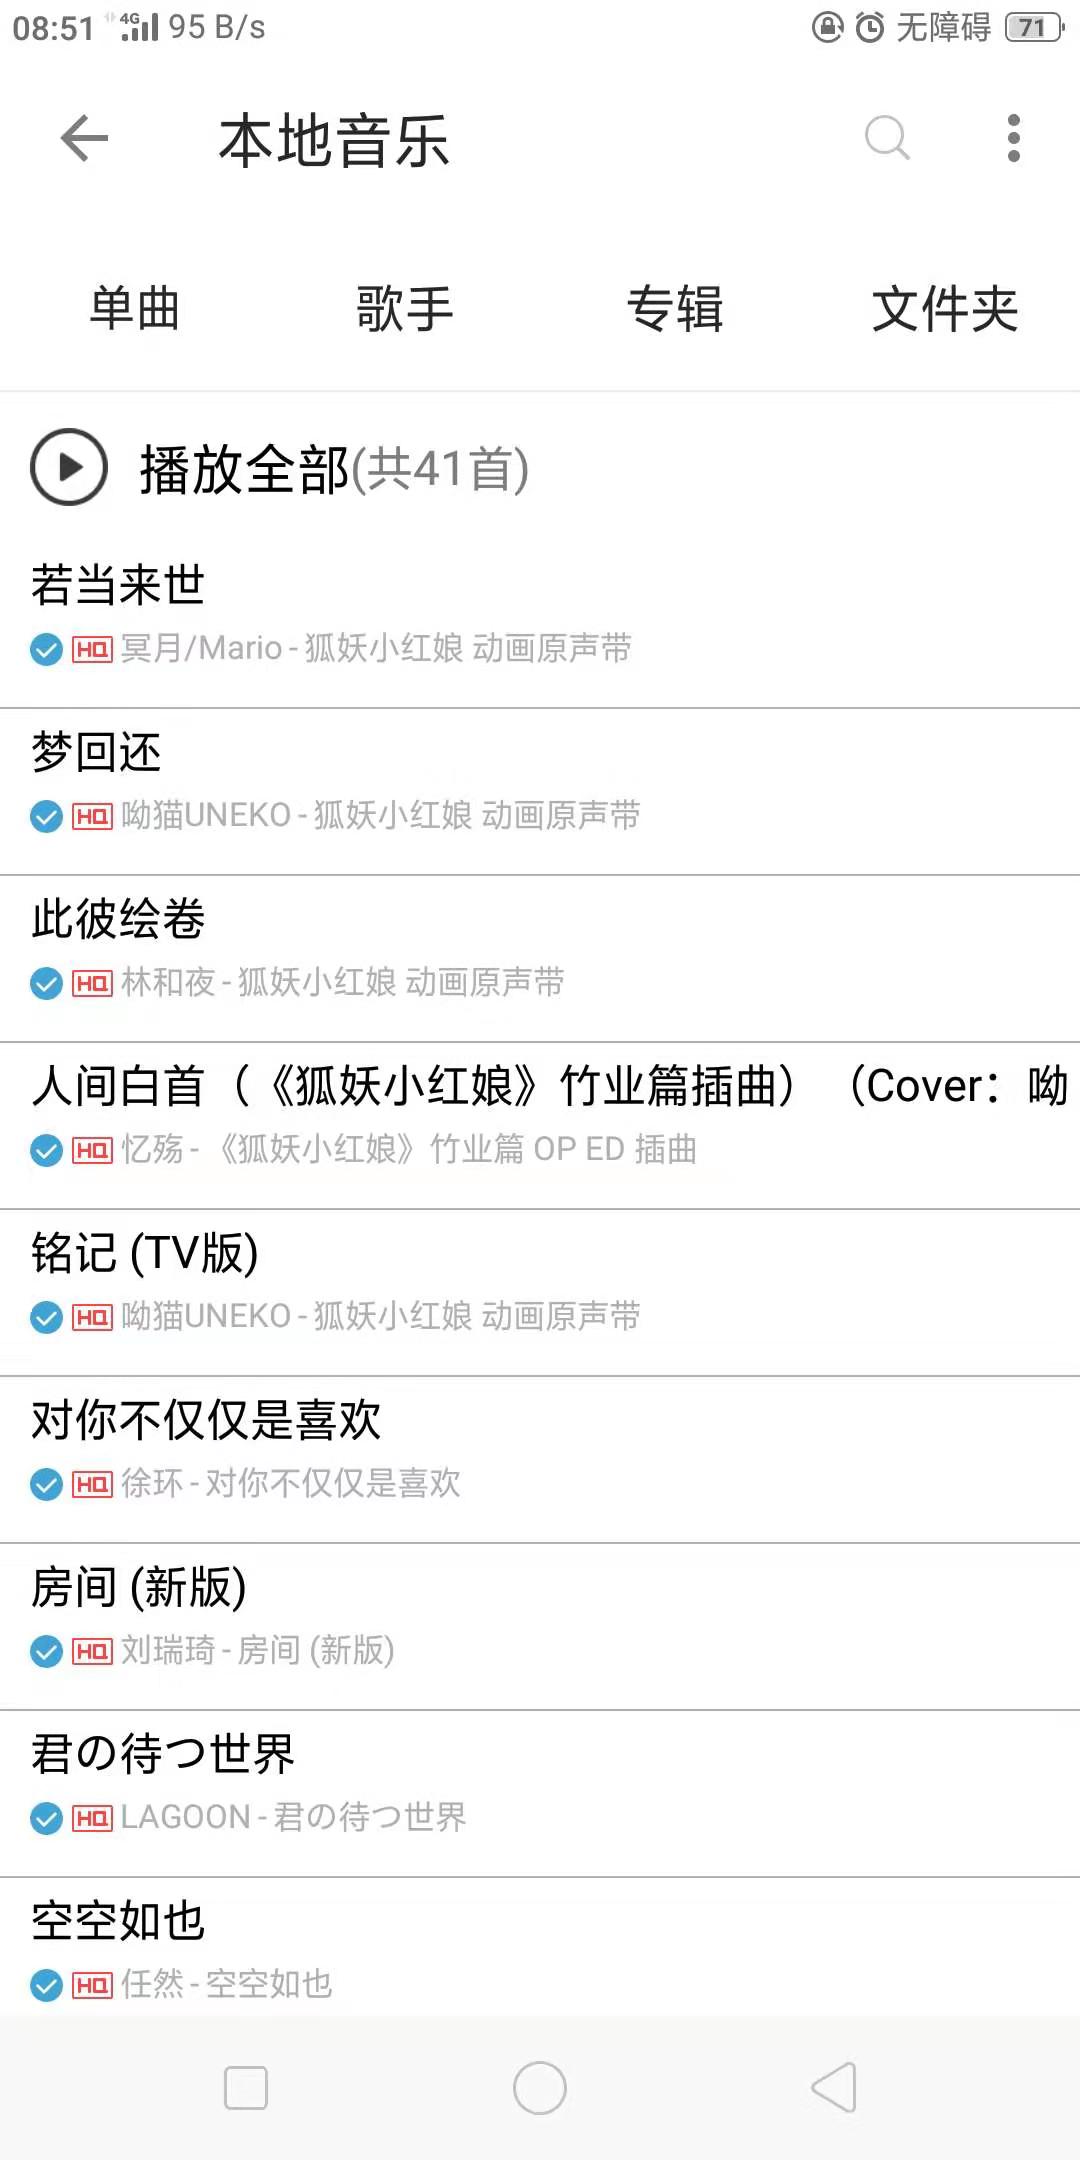 08:51 4G 95 B/s 无障碍 71
本地音乐
单曲 歌手 专辑 文件夹
播放全部(共41首)
若当来世
HQ 冥月/Mario - 狐妖小红娘 动画原声带
梦回还
HQ 呦猫UNEKO - 狐妖小红娘 动画原声带
此彼绘卷
HQ 林和夜 - 狐妖小红娘 动画原声带
人间白首（《狐妖小红娘》竹业篇插曲）（Cover：呦
HQ 忆殇 - 《狐妖小红娘》竹业篇 OP ED 插曲
铭记 (TV版)
HQ 呦猫UNEKO - 狐妖小红娘 动画原声带
对你不仅仅是喜欢
HQ 徐环 - 对你不仅仅是喜欢
房间 (新版)
HQ 刘瑞琦 - 房间 (新版)
君の待つ世界
HQ LAGOON - 君の待つ世界
空空如也
HQ 任然 - 空空如也